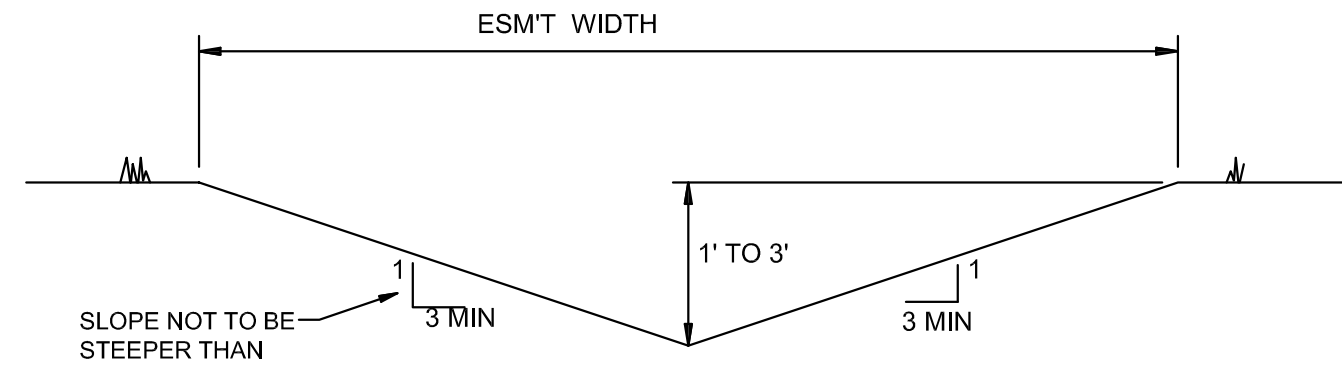 ESM'T WIDTH
1' TO 3'
1
3 MIN
1
3 MIN
SLOPE NOT TO BE
STEEPER THAN